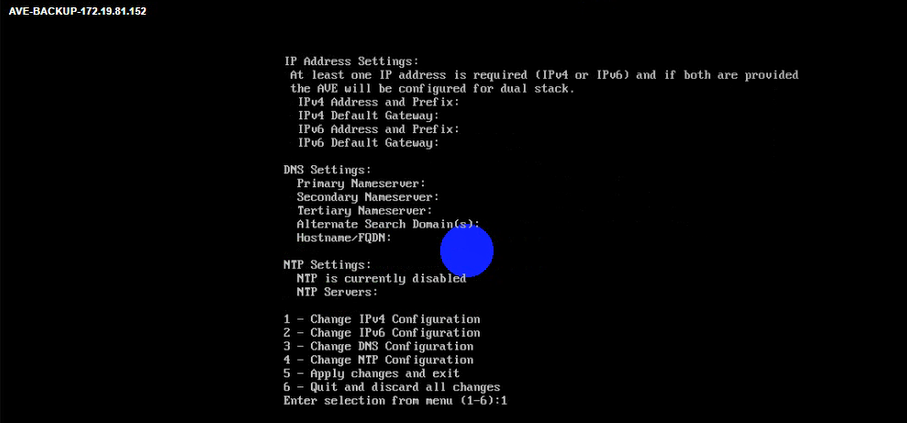 AVE-BACKUP-172.19.81.152
IP Address Settings:
At least one IP address is required (IPv4 or IPv6) and if both are provided
the AVE will be configured for dual stack.
IPv4 Address and Prefix:
IPv4 Default Gateway:
IPv6 Address and Prefix:
IPv6 Default Gateway:
DNS Settings:
Primary Nameserver:
Secondary Nameserver:
Tertiary Nameserver:
Alternate Search Domain(s):
Hostname/FQDN:
NTP Settings:
NTP is currently disabled
NTP Servers:
1 - Change IPv4 Configuration
2 - Change IPv6 Configuration
3 - Change DNS Configuration
4 - Change NTP Configuration
5 - Apply changes and exit
6 - Quit and discard all changes
Enter selection from menu (1-6):1